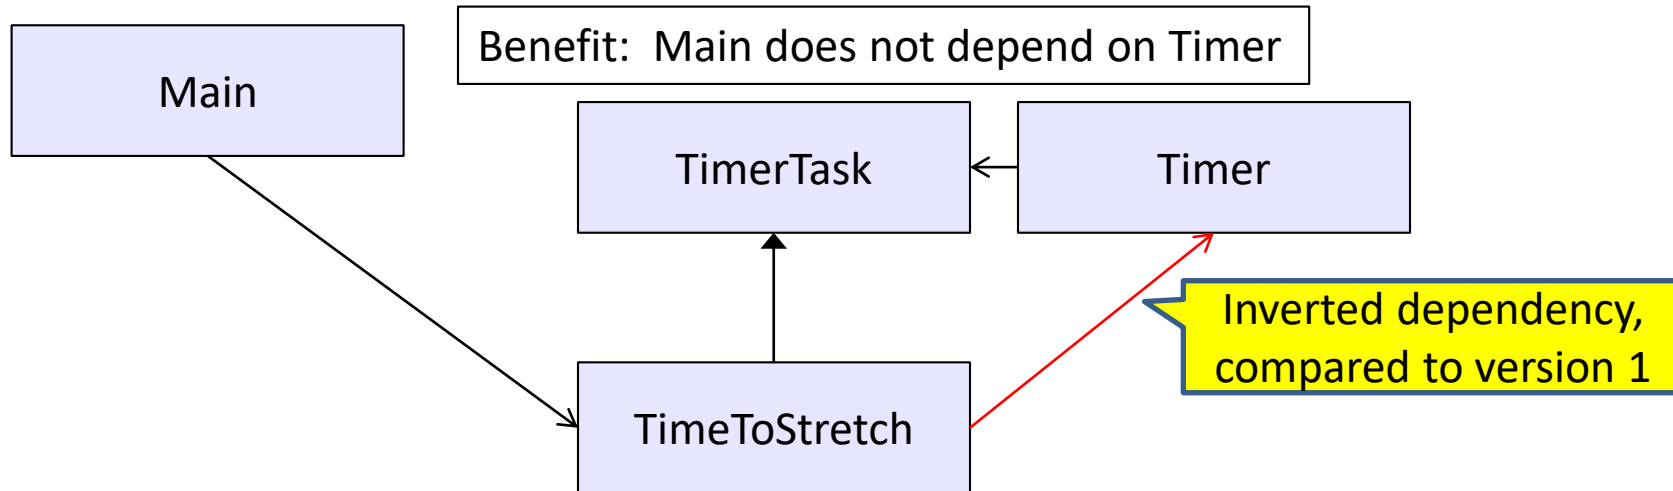 Benefit:  Main does not depend on Timer
Main
TimerTask
Timer
Inverted dependency,
compared to version 1
TimeToStretch